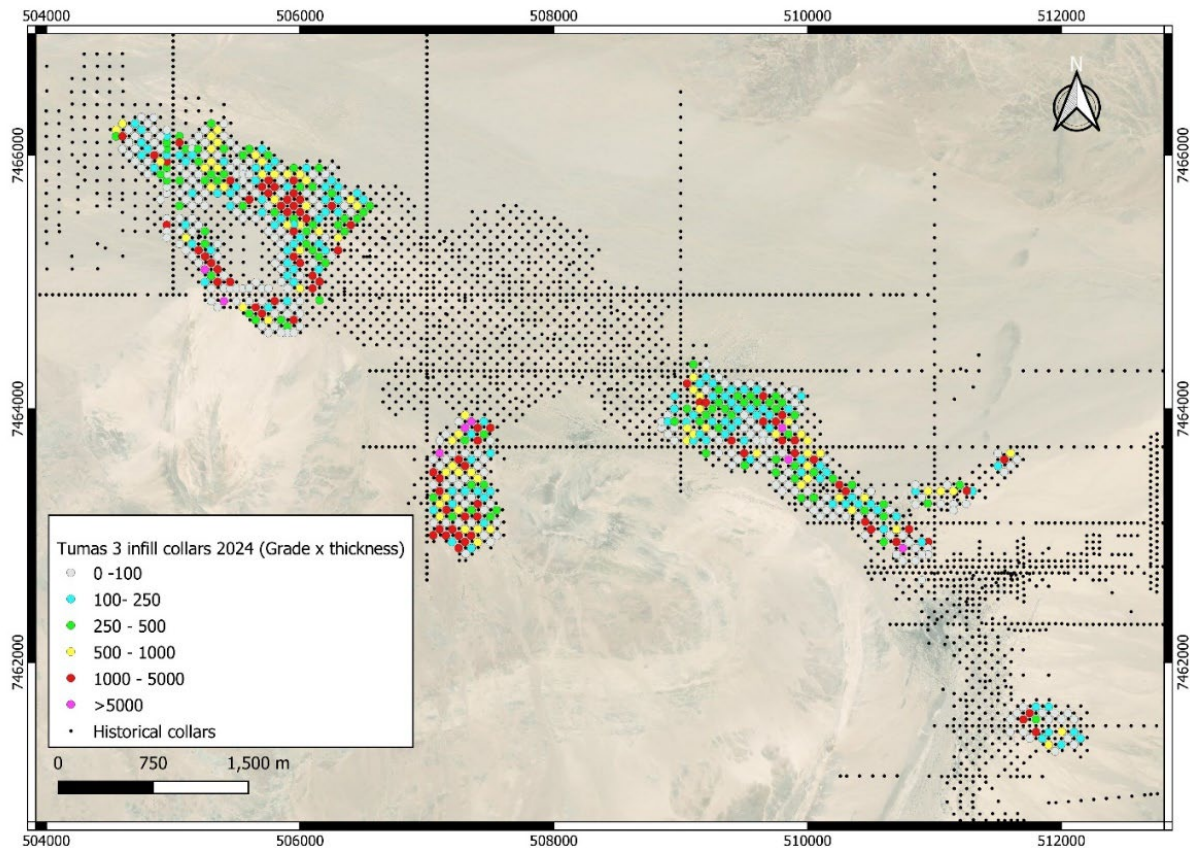 504000 506000 508000 510000 512000
N
7466000 7466000
7464000 7464000
7462000 7462000
Tumas 3 infill collars 2024 (Grade x thickness)
0 -100
100- 250
250 - 500
500 - 1000
1000 - 5000
>5000
Historical collars
0 750 1,500 m
504000 506000 508000 510000 512000